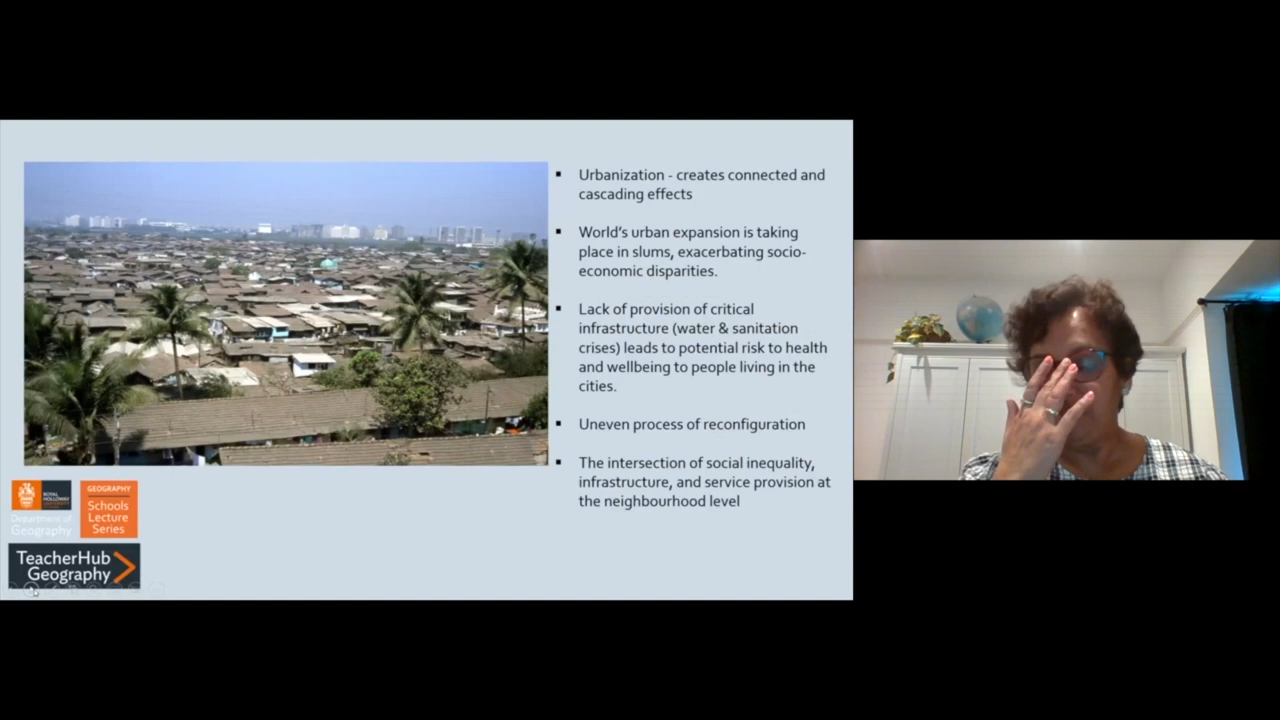 Urbanization - creates connected and
cascading effects
World's urban expansion is taking
place in slums, exacerbating socio-
economic disparities.
Lack of provision of critical
infrastructure (water & sanitation
crises) leads to potential risk to health
and wellbeing to people living in the
cities.
Uneven process of reconfiguration
The intersection of social inequality,
infrastructure, and service provision at
the neighbourhood level
ROYAL
HOLLOWAY
Department of
Geography
GEOGRAPHY
Schools
Lecture
Series
TeacherHub
Geography